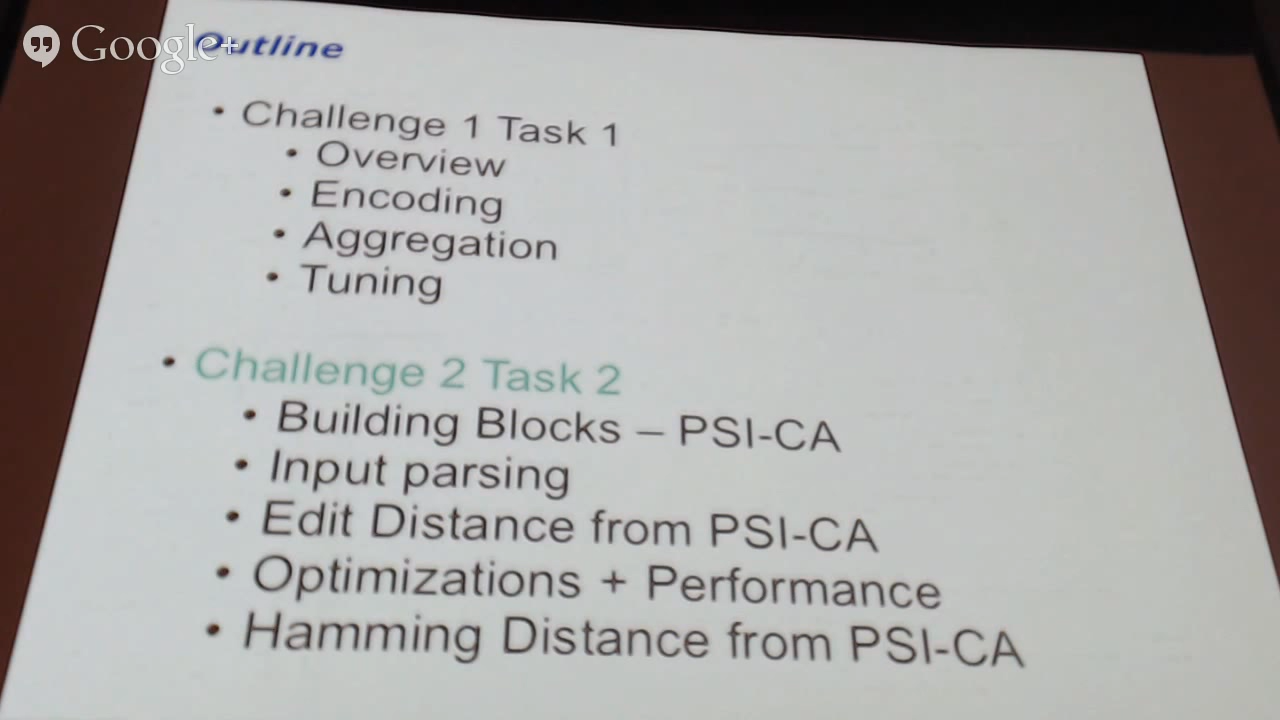 Google+
Outline
• Challenge 1 Task 1
• Overview
• Encoding
• Aggregation
• Tuning
• Challenge 2 Task 2
• Building Blocks – PSI-CA
• Input parsing
• Edit Distance from PSI-CA
• Optimizations + Performance
• Hamming Distance from PSI-CA